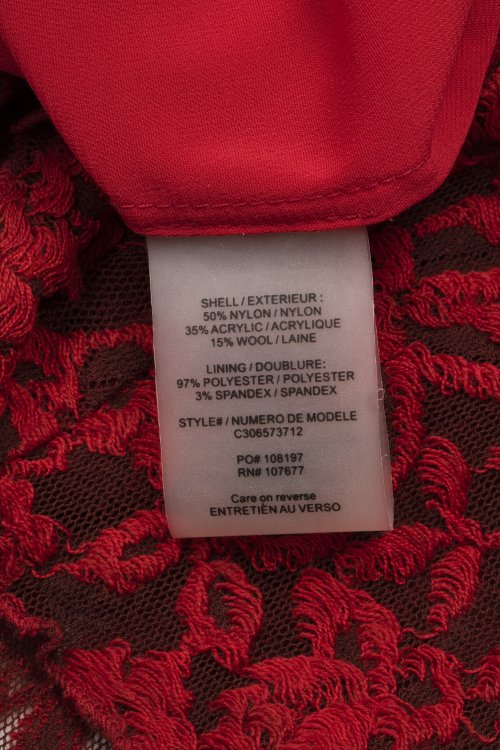 SHELL / EXTERIEUR :
50% NYLON / NYLON
35% ACRYLIC / ACRYLIQUE
15% WOOL / LAINE
LINING / DOUBLURE:
97% POLYESTER / POLYESTER
3% SPANDEX / SPANDEX
STYLE# / NUMERO DE MODELE
C306573712
PO# 108197
RN# 107677
Care on reverse
ENTRETIÈN AU VERSO